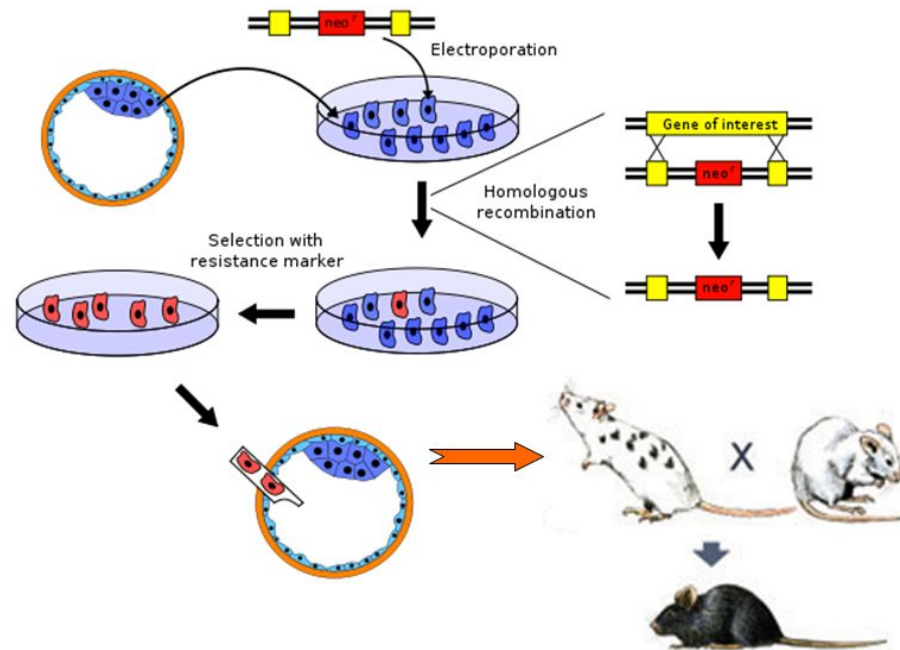 neo r
Electroporation
Gene of interest
neo r
Homologous
recombination
Selection with
resistance marker
neo r
X